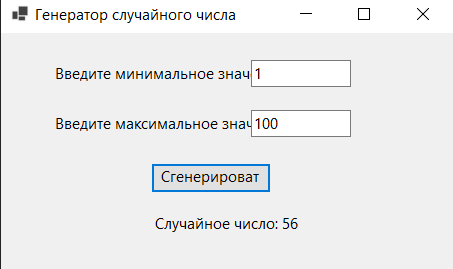 Генератор случайного числа
Введите минимальное знач 1
Введите максимальное знач 100
Сгенерироват
Случайное число: 56